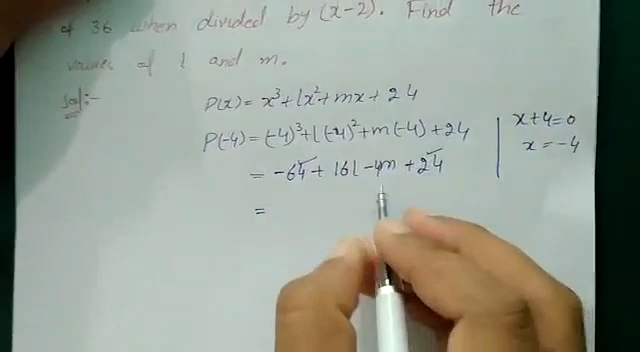 of 36 when divided by (x-2). Find the
values of l and m.
Sol:-
P(x) = x³ + lx² + mx + 24
P(-4) = (-4)³ + l(-4)² + m(-4) + 24
= -64 + 16l - 4m + 24
=
x+4=0
x = -4